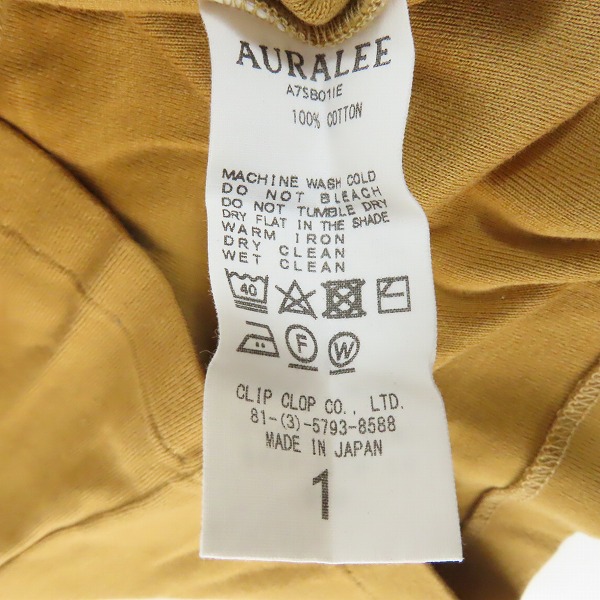 AURALEE
A7SB01IE
100% COTTON
MACHINE WASH COLD
DO NOT BLEACH
DO NOT TUMBLE DRY
DRY FLAT IN THE SHADE
WARM IRON
DRY CLEAN
WET CLEAN
40
F W
CLIP CLOP CO., LTD.
81-(3)-5793-8588
MADE IN JAPAN
1